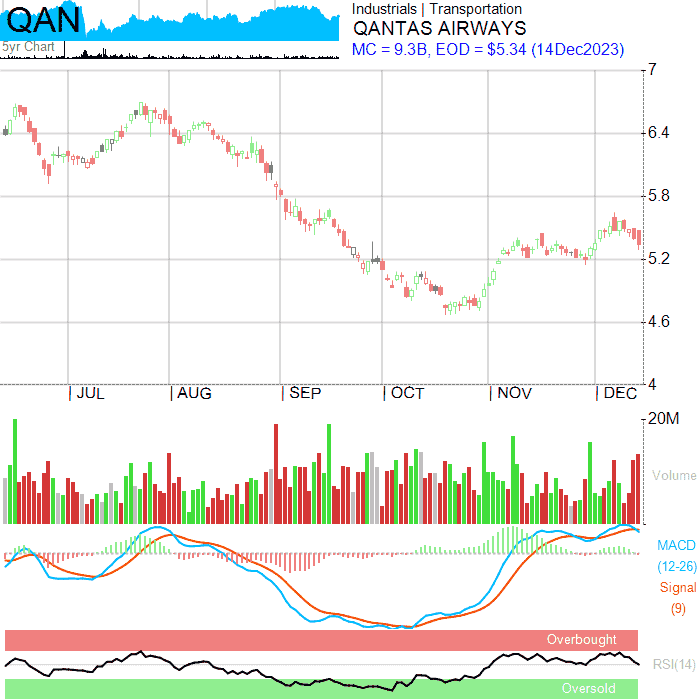 QAN
5yr Chart
Industrials | Transportation
QANTAS AIRWAYS
MC = 9.3B, EOD = $5.34 (14Dec2023)
7
6.4
5.8
5.2
4.6
4
JUL AUG SEP OCT NOV DEC
20M
Volume
MACD
(12-26)
Signal
(9)
Overbought
RSI(14)
Oversold